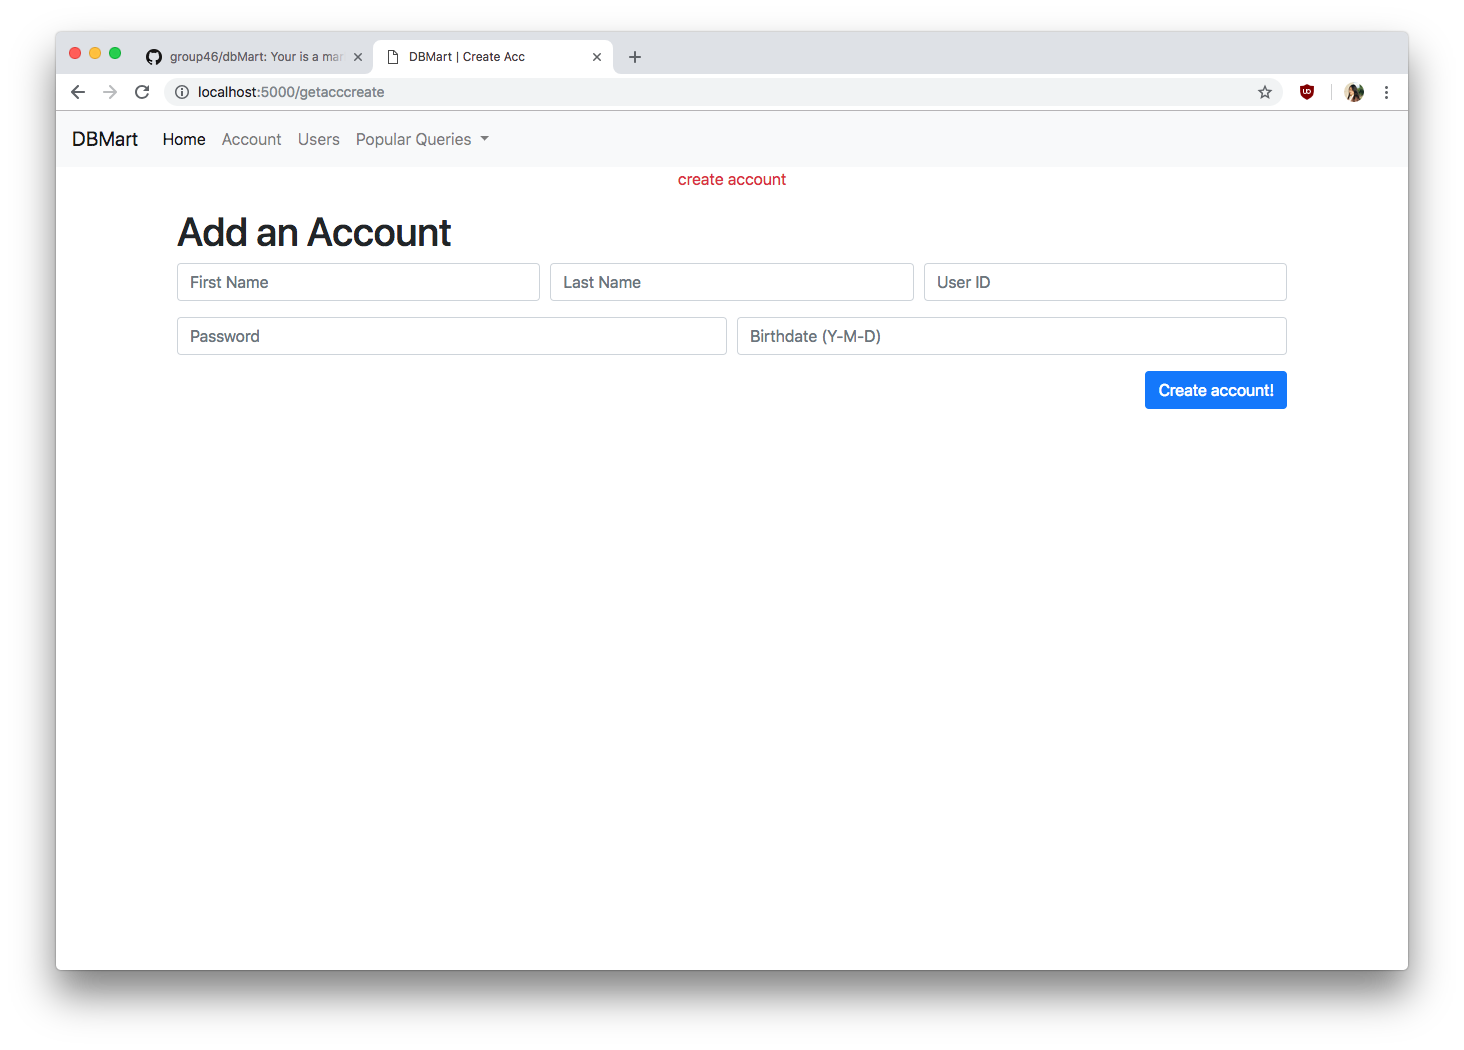 group46/dbMart: Your is a mar
DBMart | Create Acc
localhost:5000/getacccreate
DBMart Home Account Users Popular Queries
create account
Add an Account
First Name Last Name User ID
Password Birthdate (Y-M-D)
Create account!